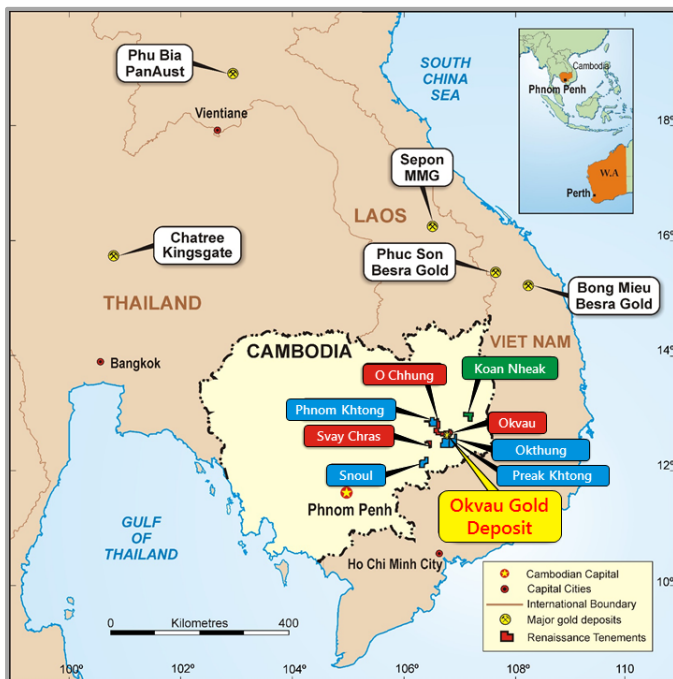 Phu Bia
PanAust
SOUTH
CHINA
SEA
Cambodia
Phnom Penh
W.A
Perth
Vientiane
18°
Sepon
MMG
LAOS
16°
Chatree
Kingsgate
Phuc Son
Besra Gold
Bong Mieu
Besra Gold
THAILAND
VIET NAM
14°
CAMBODIA
Bangkok
O Chhung
Koan Nheak
Phnom Khtong
Okvau
Svay Chras
Okthung
12°
Snoul
Preak Khtong
Phnom Penh
Okvau Gold
Deposit
GULF
OF
THAILAND
Ho Chi Minh City
10°
Cambodian Capital
Capital Cities
International Boundary
Major gold deposits
Renaissance Tenements
0 Kilometres 400
100° 102° 104° 106° 108° 110